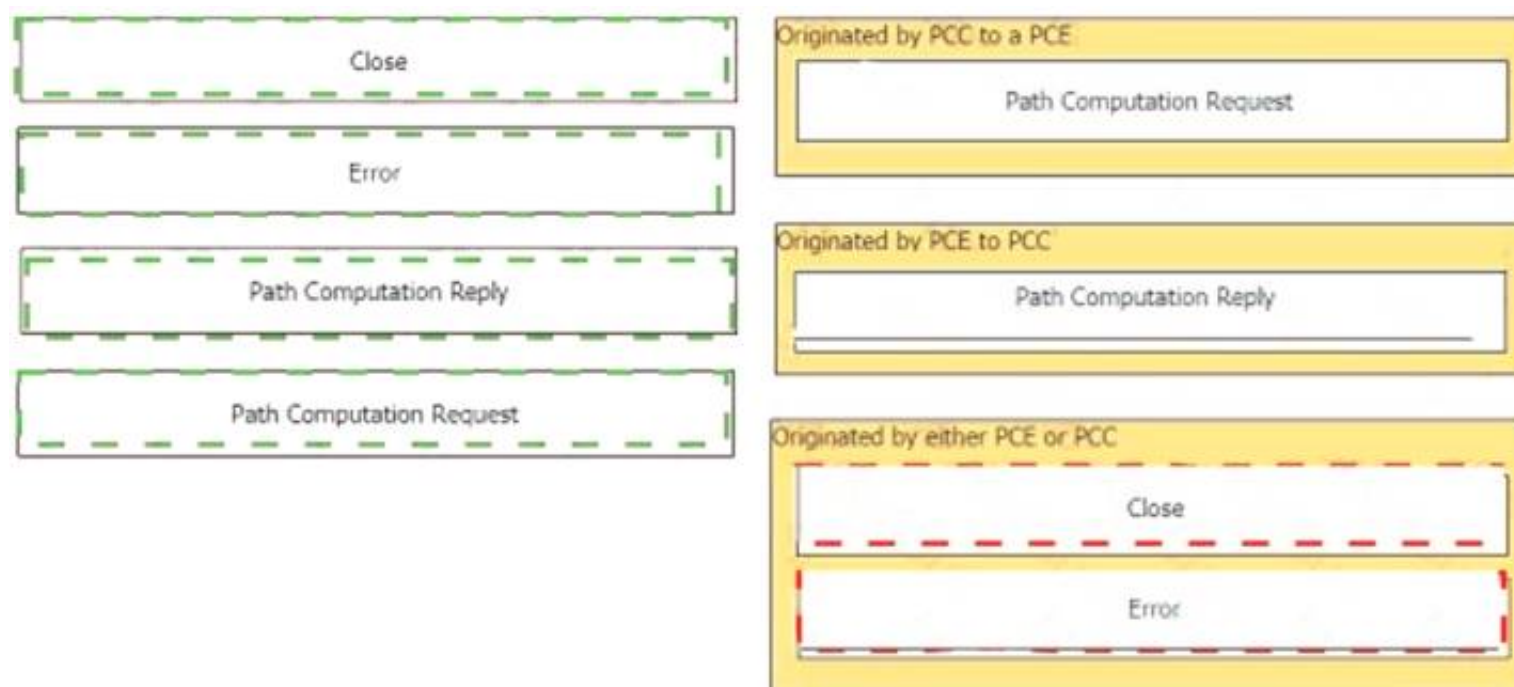 Close
Error
Path Computation Reply
Path Computation Request
Originated by PCC to a PCE
Path Computation Request
Originated by PCE to PCC
Path Computation Reply
Originated by either PCE or PCC
Close
Error